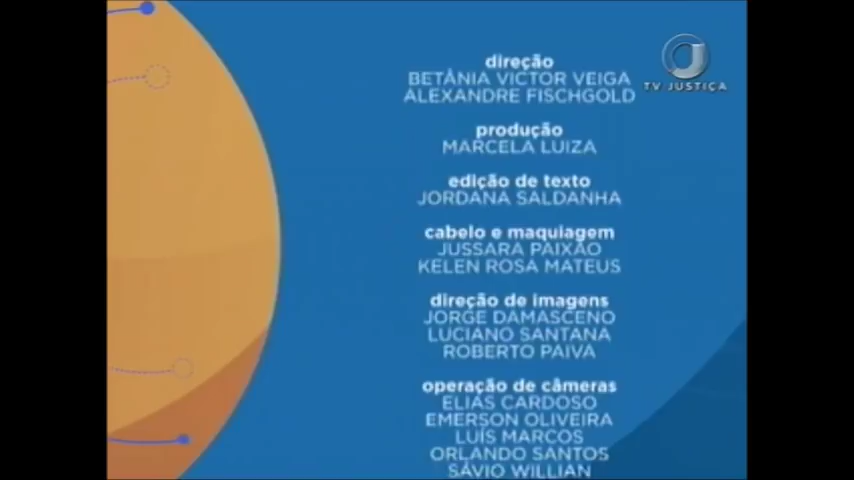 direção
BETÂNIA VICTOR VEIGA
ALEXANDRE FISCHGOLD
TV JUSTIÇA
produção
MARCELA LUIZA
edição de texto
JORDANA SALDANHA
cabelo e maquiagem
JUSSARA PAIXÃO
KELEN ROSA MATEUS
direção de imagens
JORGE DAMASCENO
LUCIANO SANTANA
ROBERTO PAIVA
operação de câmeras
ELIAS CARDOSO
EMERSON OLIVEIRA
LUÍS MARCOS
ORLANDO SANTOS
SÁVIO WILLIAN